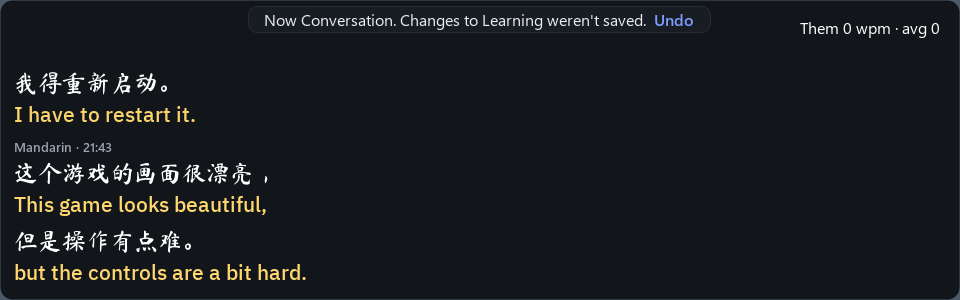 Now Conversation. Changes to Learning weren't saved. Undo
Them 0 wpm · avg 0
我得重新启动。
I have to restart it.
Mandarin · 21:43
这个游戏的画面很漂亮，
This game looks beautiful,
但是操作有点难。
but the controls are a bit hard.